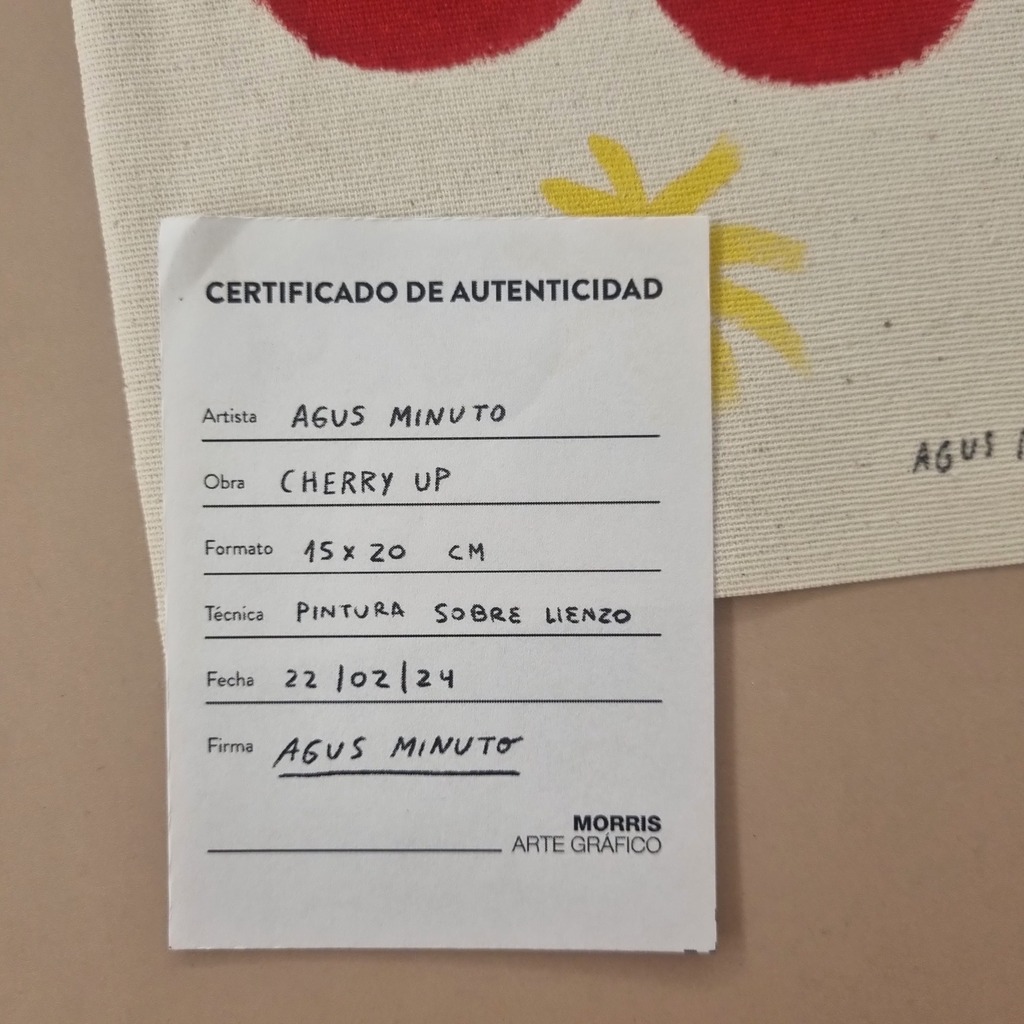 CERTIFICADO DE AUTENTICIDAD
Artista AGUS MINUTO
Obra CHERRY UP
Formato 15 x 20 CM
Técnica PINTURA SOBRE LIENZO
Fecha 22/02/24
Firma AGUS MINUTO
MORRIS
ARTE GRÁFICO
AGUS